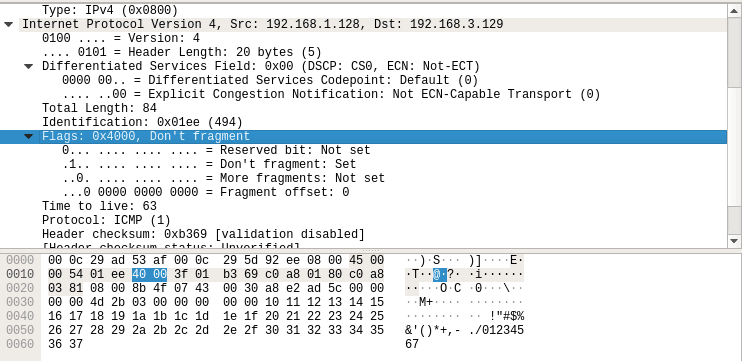 Type: IPv4 (0x0800)
Internet Protocol Version 4, Src: 192.168.1.128, Dst: 192.168.3.129
0100 .... = Version: 4
.... 0101 = Header Length: 20 bytes (5)
Differentiated Services Field: 0x00 (DSCP: CS0, ECN: Not-ECT)
0000 00.. = Differentiated Services Codepoint: Default (0)
.... ..00 = Explicit Congestion Notification: Not ECN-Capable Transport (0)
Total Length: 84
Identification: 0x01ee (494)
Flags: 0x4000, Don't fragment
0... .... .... .... = Reserved bit: Not set
.1.. .... .... .... = Don't fragment: Set
..0. .... .... .... = More fragments: Not set
...0 0000 0000 0000 = Fragment offset: 0
Time to live: 63
Protocol: ICMP (1)
Header checksum: 0xb369 [validation disabled]
[Header checksum status: Unverified]
0000 00 0c 29 ad 53 af 00 0c 29 5d 92 ee 08 00 45 00 ··)·S··· )]····E·
0010 00 54 01 ee 40 00 3f 01 b3 69 c0 a8 01 80 c0 a8 ·T··@·?· ·i······
0020 03 81 08 00 8b 4f 07 43 00 30 a8 e2 ad 5c 00 00 ·····O·C ·0···\··
0030 00 00 4d 2b 03 00 00 00 00 00 10 11 12 13 14 15 ··M+···· ········
0040 16 17 18 19 1a 1b 1c 1d 1e 1f 20 21 22 23 24 25 ········ ·· !"#$%
0050 26 27 28 29 2a 2b 2c 2d 2e 2f 30 31 32 33 34 35 &'()*+,- ./012345
0060 36 37 67